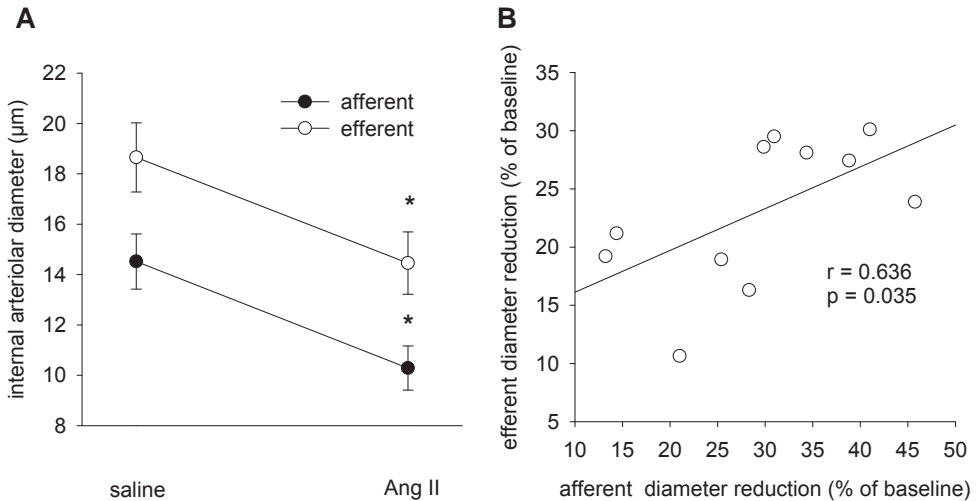 A
internal arteriolar diameter (µm)
22
20
18
16
14
12
10
8
afferent
efferent
*
*
saline
Ang II
B
efferent diameter reduction (% of baseline)
35
30
25
20
15
10
5
r = 0.636
p = 0.035
10 15 20 25 30 35 40 45 50
afferent diameter reduction (% of baseline)